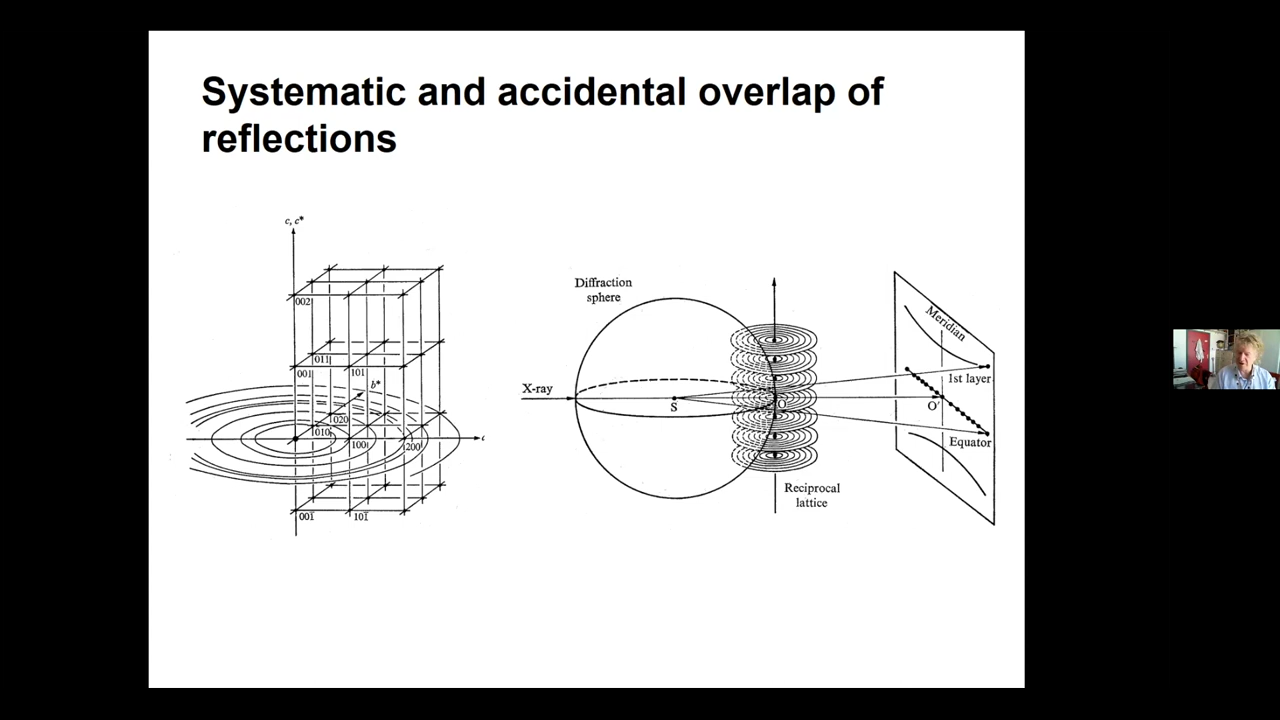 Systematic and accidental overlap of
reflections
c, c*
002
011
001
101
b*
020
010
100
200
001̄
101̄
Diffraction
sphere
X-ray
S
O
Reciprocal
lattice
Meridian
1st layer
O'
Equator